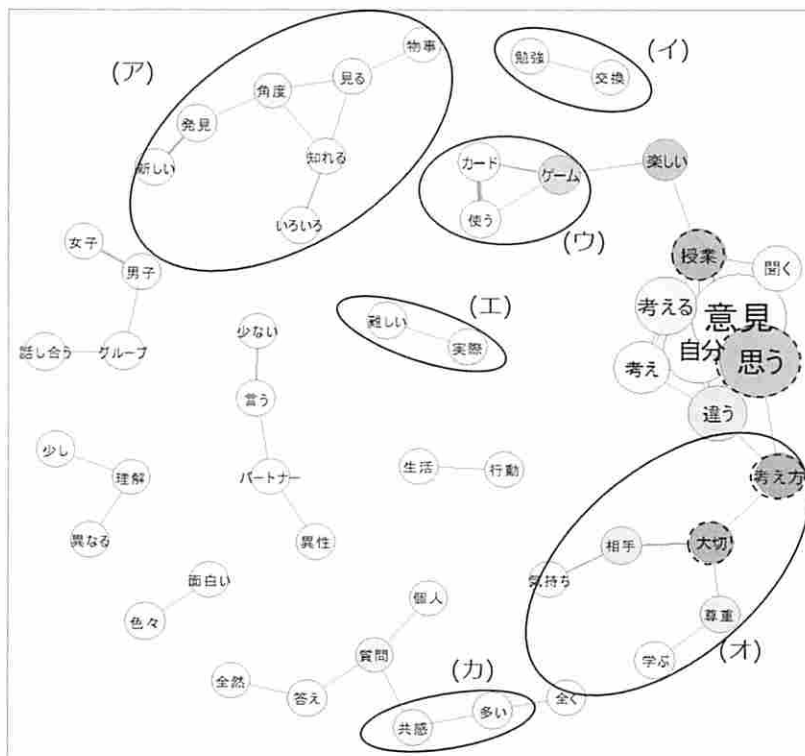 (ア)
物事
見る
角度
発見
新しい
知れる
いろいろ
(イ)
勉強
交換
カード
ゲーム
使う
(ウ)
楽しい
授業
聞く
考える
意見
自分
思う
考え
違う
女子
男子
グループ
話し合う
(エ)
難しい
実際
少ない
言う
パートナー
異性
生活
行動
少し
理解
異なる
面白い
色々
考え方
大切
相手
気持ち
尊重
学ぶ
(オ)
個人
質問
答え
全然
(カ)
共感
多い
全く